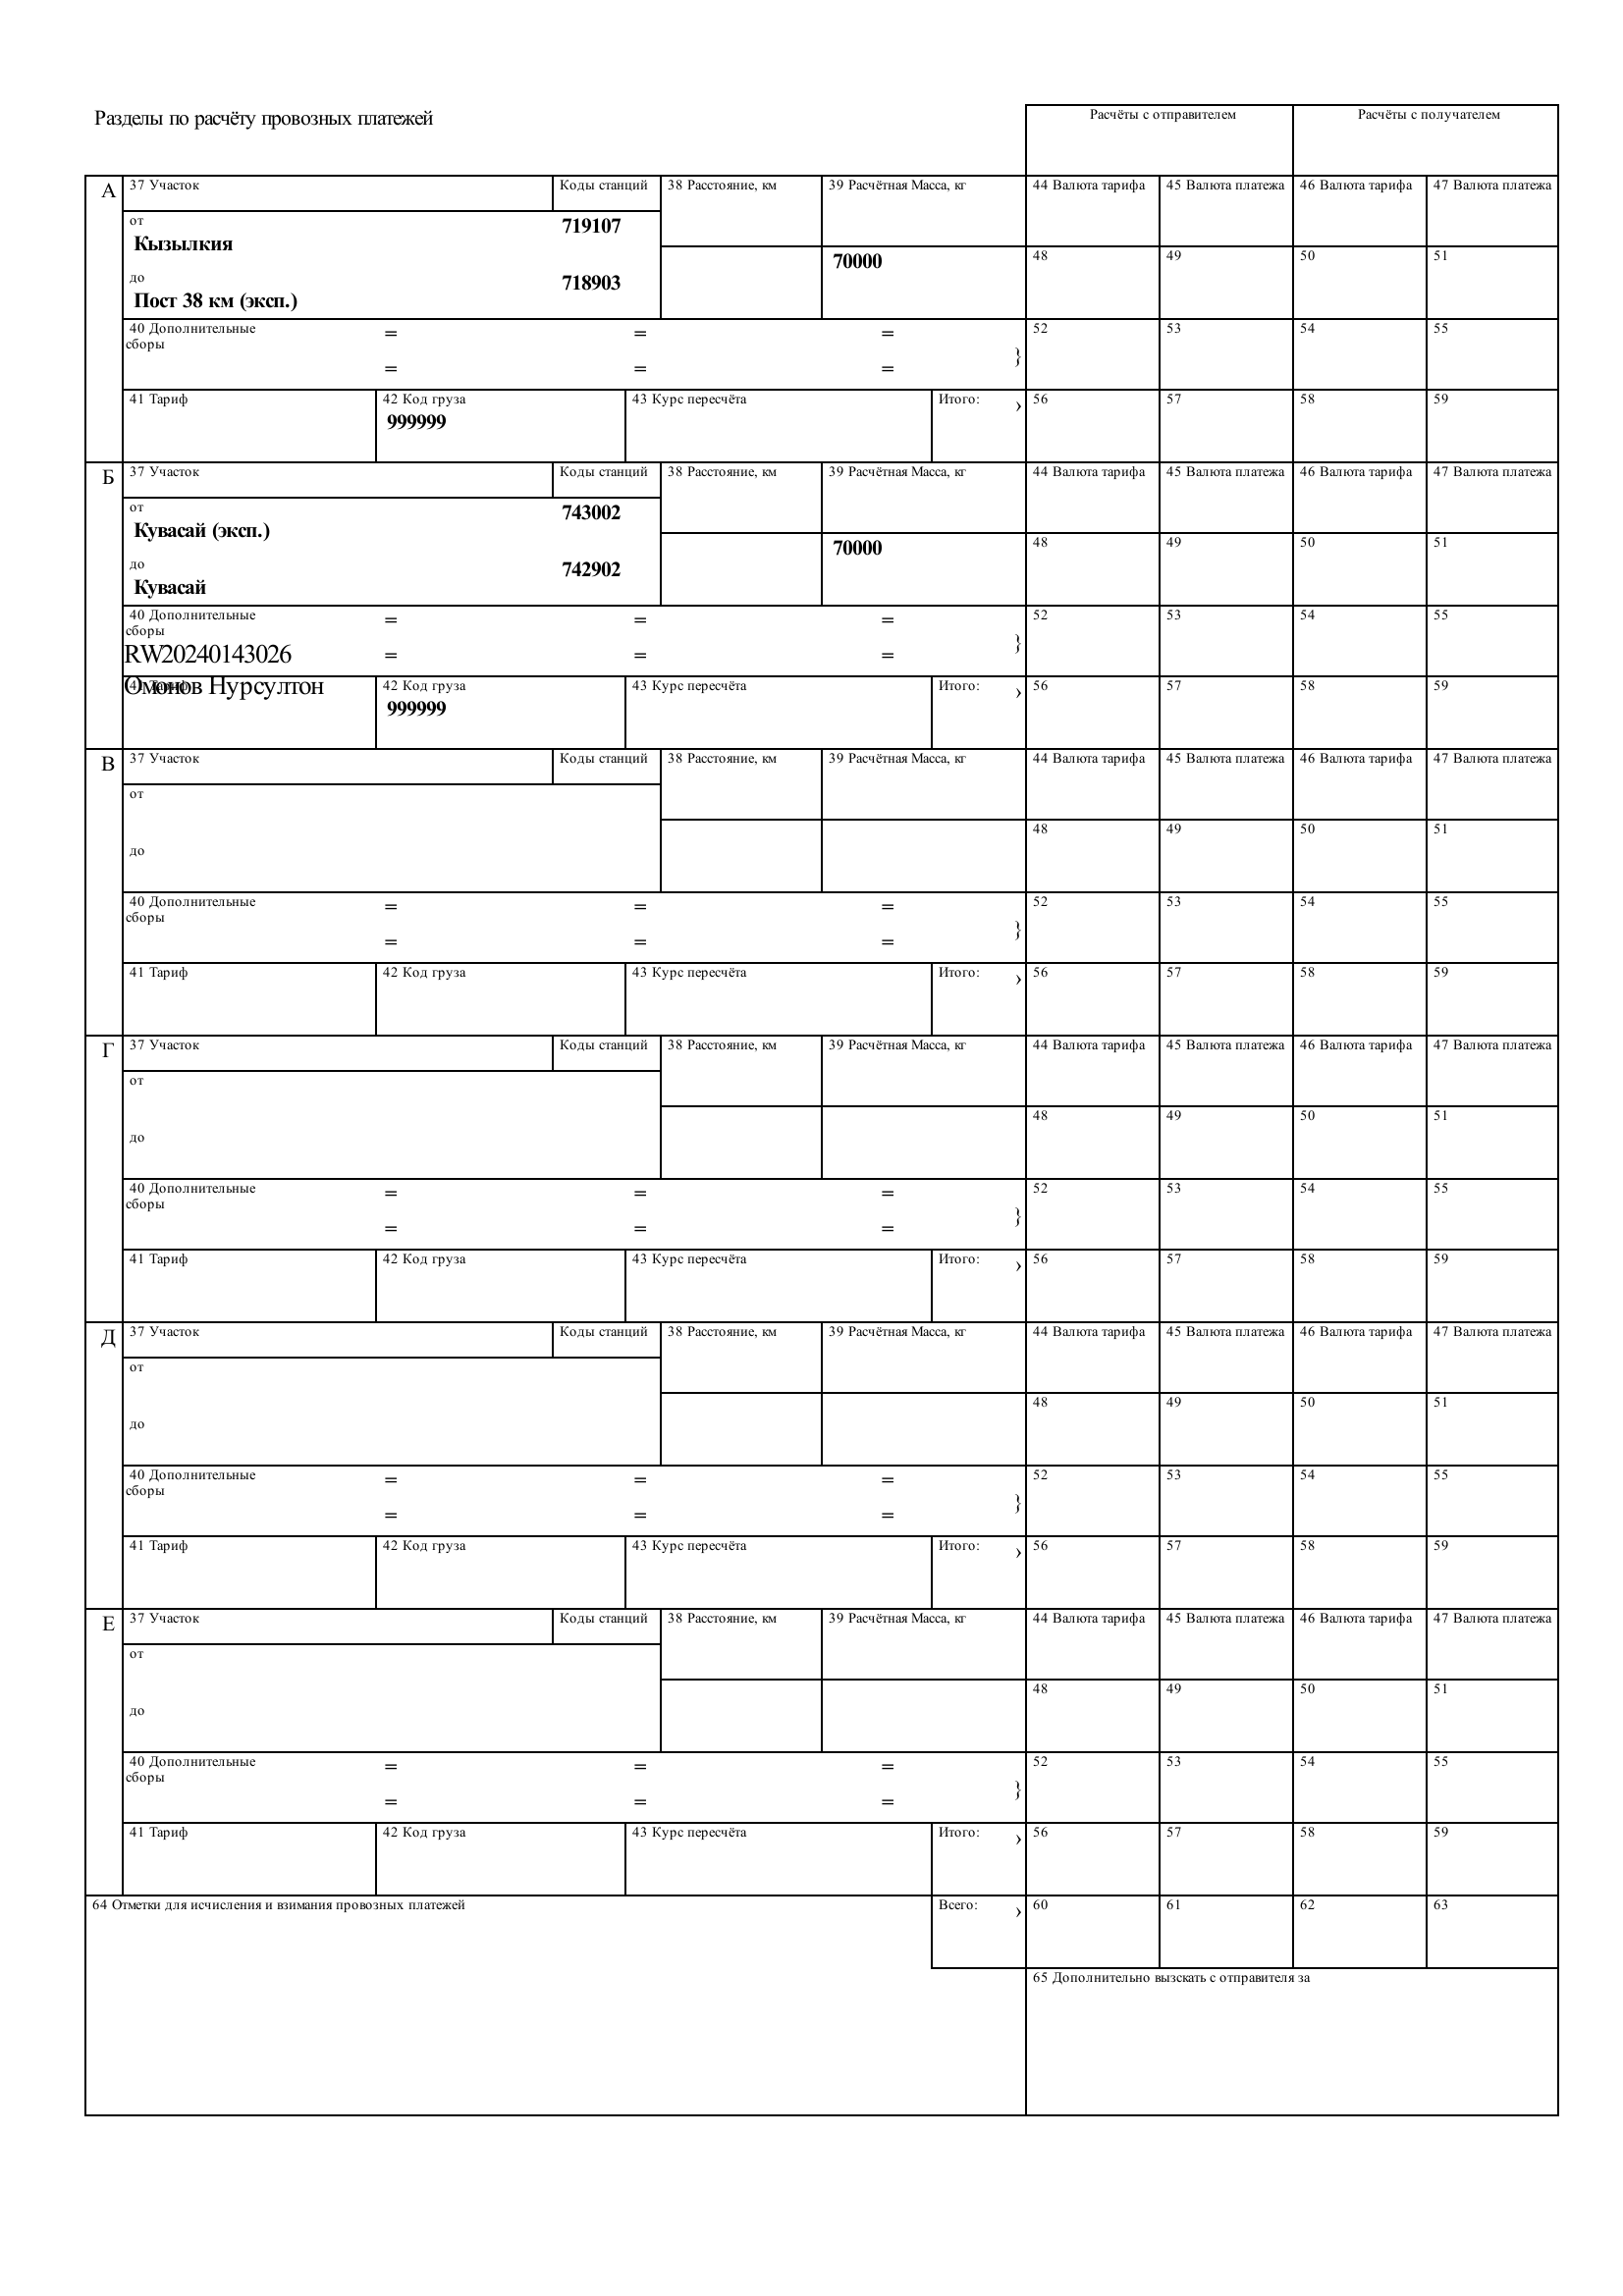 Разделы по расчёту провозных платежей
Расчёты с отправителем
Расчёты с получателем
А
37 Участок
Коды станций
38 Расстояние, км
39 Расчётная Масса, кг
44 Валюта тарифа
45 Валюта платежа
46 Валюта тарифа
47 Валюта платежа
от
719107
Кызылкия
70000
48
49
50
51
до
718903
Пост 38 км (эксп.)
40 Дополнительные
сборы
= = =
= = =
}
52
53
54
55
41 Тариф
42 Код груза
999999
43 Курс пересчёта
Итого: ›
56
57
58
59
Б
37 Участок
Коды станций
38 Расстояние, км
39 Расчётная Масса, кг
44 Валюта тарифа
45 Валюта платежа
46 Валюта тарифа
47 Валюта платежа
от
743002
Кувасай (эксп.)
70000
48
49
50
51
до
742902
Кувасай
40 Дополнительные
сборы
= = =
= = =
}
RW20240143026
Омонов Нурсултон
52
53
54
55
41 Тариф
42 Код груза
999999
43 Курс пересчёта
Итого: ›
56
57
58
59
В
37 Участок
Коды станций
38 Расстояние, км
39 Расчётная Масса, кг
44 Валюта тарифа
45 Валюта платежа
46 Валюта тарифа
47 Валюта платежа
от
48
49
50
51
до
40 Дополнительные
сборы
= = =
= = =
}
52
53
54
55
41 Тариф
42 Код груза
43 Курс пересчёта
Итого: ›
56
57
58
59
Г
37 Участок
Коды станций
38 Расстояние, км
39 Расчётная Масса, кг
44 Валюта тарифа
45 Валюта платежа
46 Валюта тарифа
47 Валюта платежа
от
48
49
50
51
до
40 Дополнительные
сборы
= = =
= = =
}
52
53
54
55
41 Тариф
42 Код груза
43 Курс пересчёта
Итого: ›
56
57
58
59
Д
37 Участок
Коды станций
38 Расстояние, км
39 Расчётная Масса, кг
44 Валюта тарифа
45 Валюта платежа
46 Валюта тарифа
47 Валюта платежа
от
48
49
50
51
до
40 Дополнительные
сборы
= = =
= = =
}
52
53
54
55
41 Тариф
42 Код груза
43 Курс пересчёта
Итого: ›
56
57
58
59
Е
37 Участок
Коды станций
38 Расстояние, км
39 Расчётная Масса, кг
44 Валюта тарифа
45 Валюта платежа
46 Валюта тарифа
47 Валюта платежа
от
48
49
50
51
до
40 Дополнительные
сборы
= = =
= = =
}
52
53
54
55
41 Тариф
42 Код груза
43 Курс пересчёта
Итого: ›
56
57
58
59
64 Отметки для исчисления и взимания провозных платежей
Всего: ›
60
61
62
63
65 Дополнительно вызскать с отправителя за